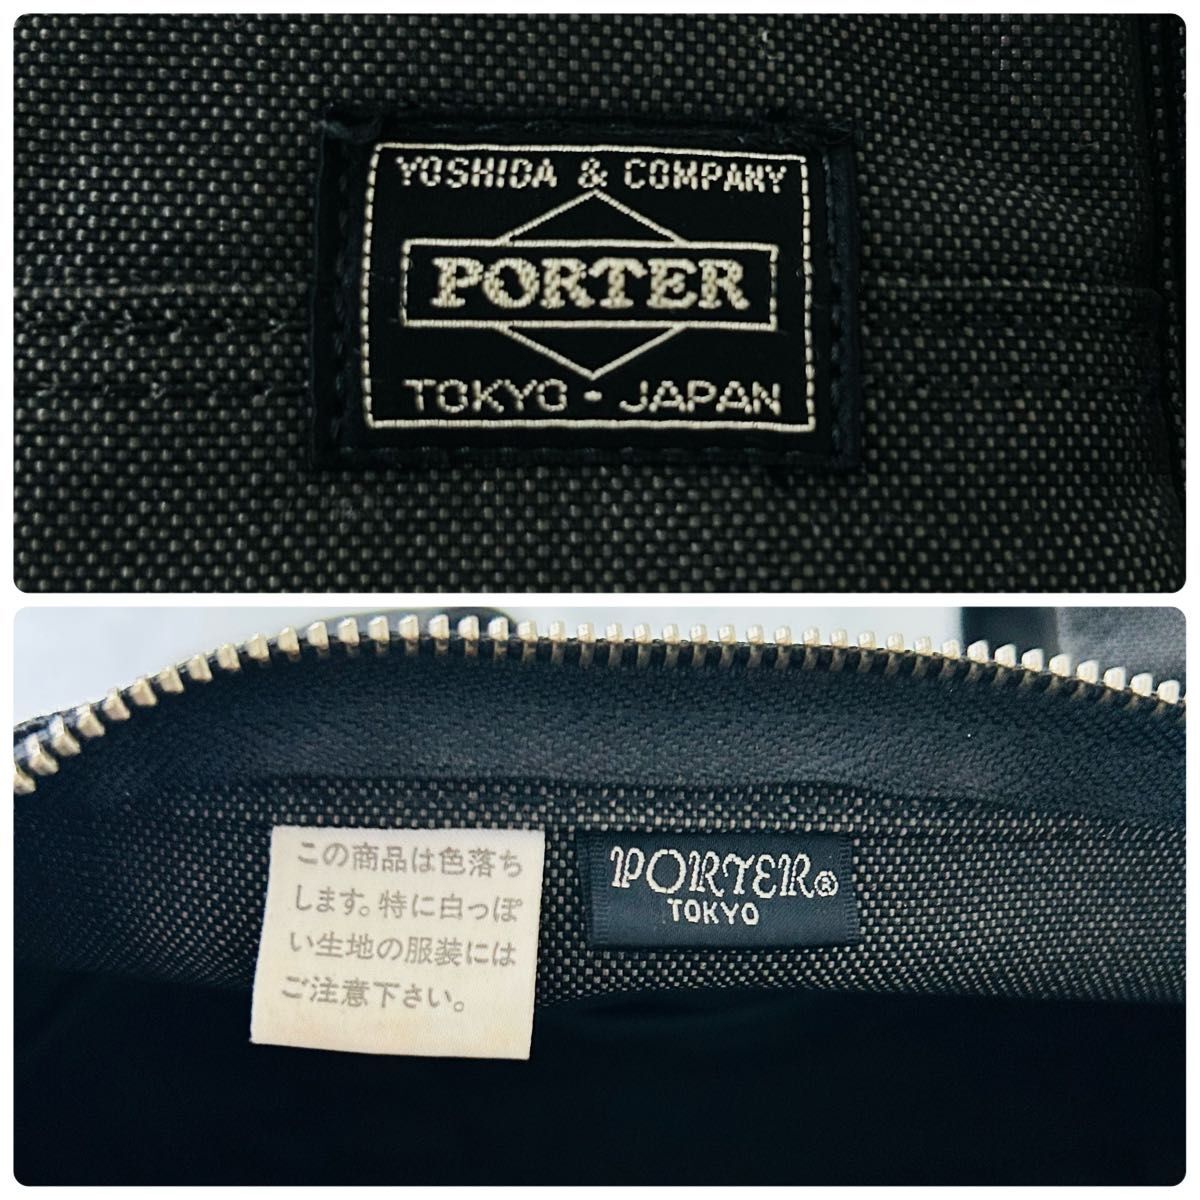 YOSHIDA & COMPANY
PORTER
TOKYO・JAPAN
この商品は色落ち
します。特に白っぽ
い生地の服装には
ご注意下さい。
PORTER®
TOKYO